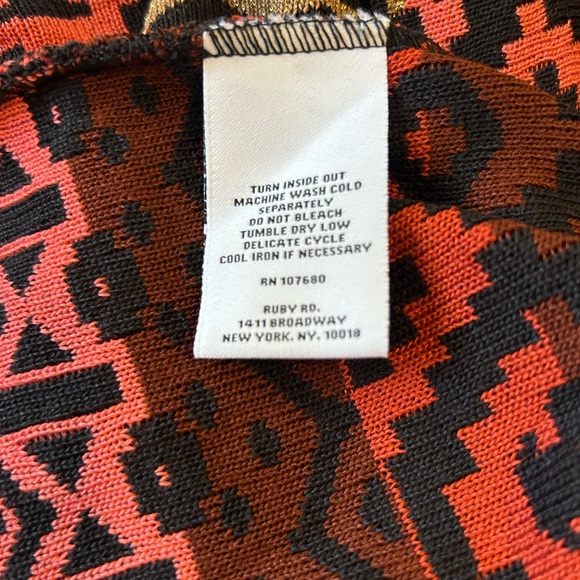 TURN INSIDE OUT
MACHINE WASH COLD
SEPARATELY
DO NOT BLEACH
TUMBLE DRY LOW
DELICATE CYCLE
COOL IRON IF NECESSARY
RN 107680
RUBY RD.
1411 BROADWAY
NEW YORK, NY, 10018